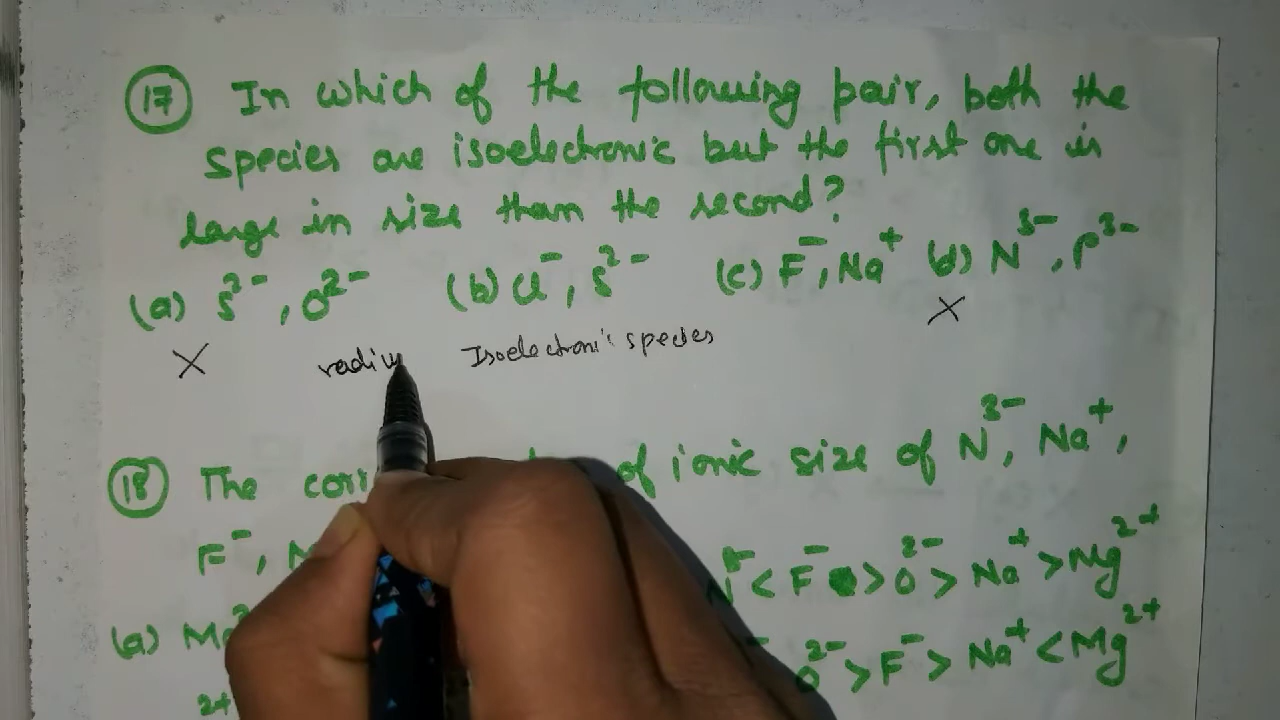 17 In which of the following pair, both the
species are isoelectronic but the first one is
large in size than the second?
(a) S²⁻, O²⁻ (b) Cl⁻, S²⁻ (c) F⁻, Na⁺ (d) N³⁻, P³⁻
X X
radiu Isoelectronic species
18 The of ionic size of N³⁻, Na⁺,
F⁻,
< F⁻ > O²⁻ > Na⁺ > Mg²⁺
(a) O²⁻ > F⁻ > Na⁺ < Mg²⁺
2+